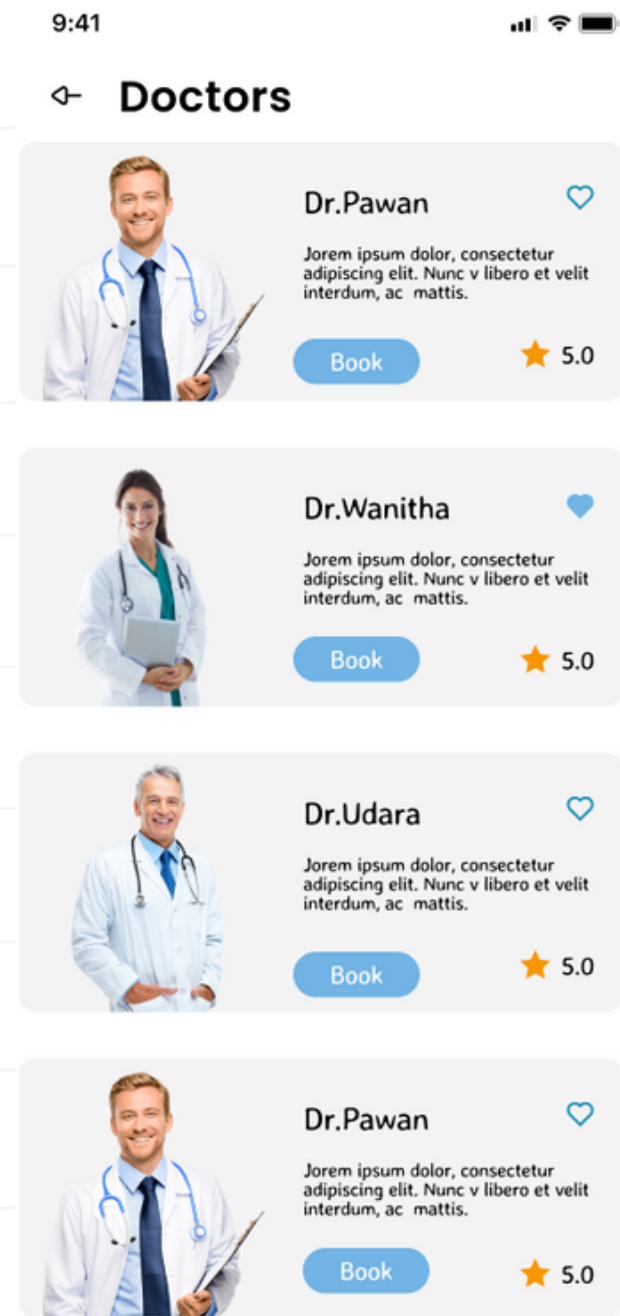 9:41
Doctors
Dr.Pawan
Jorem ipsum dolor, consectetur
adipiscing elit. Nunc v libero et velit
interdum, ac  mattis.
Book
5.0
Dr.Wanitha
Jorem ipsum dolor, consectetur
adipiscing elit. Nunc v libero et velit
interdum, ac  mattis.
Book
5.0
Dr.Udara
Jorem ipsum dolor, consectetur
adipiscing elit. Nunc v libero et velit
interdum, ac  mattis.
Book
5.0
Dr.Pawan
Jorem ipsum dolor, consectetur
adipiscing elit. Nunc v libero et velit
interdum, ac  mattis.
Book
5.0